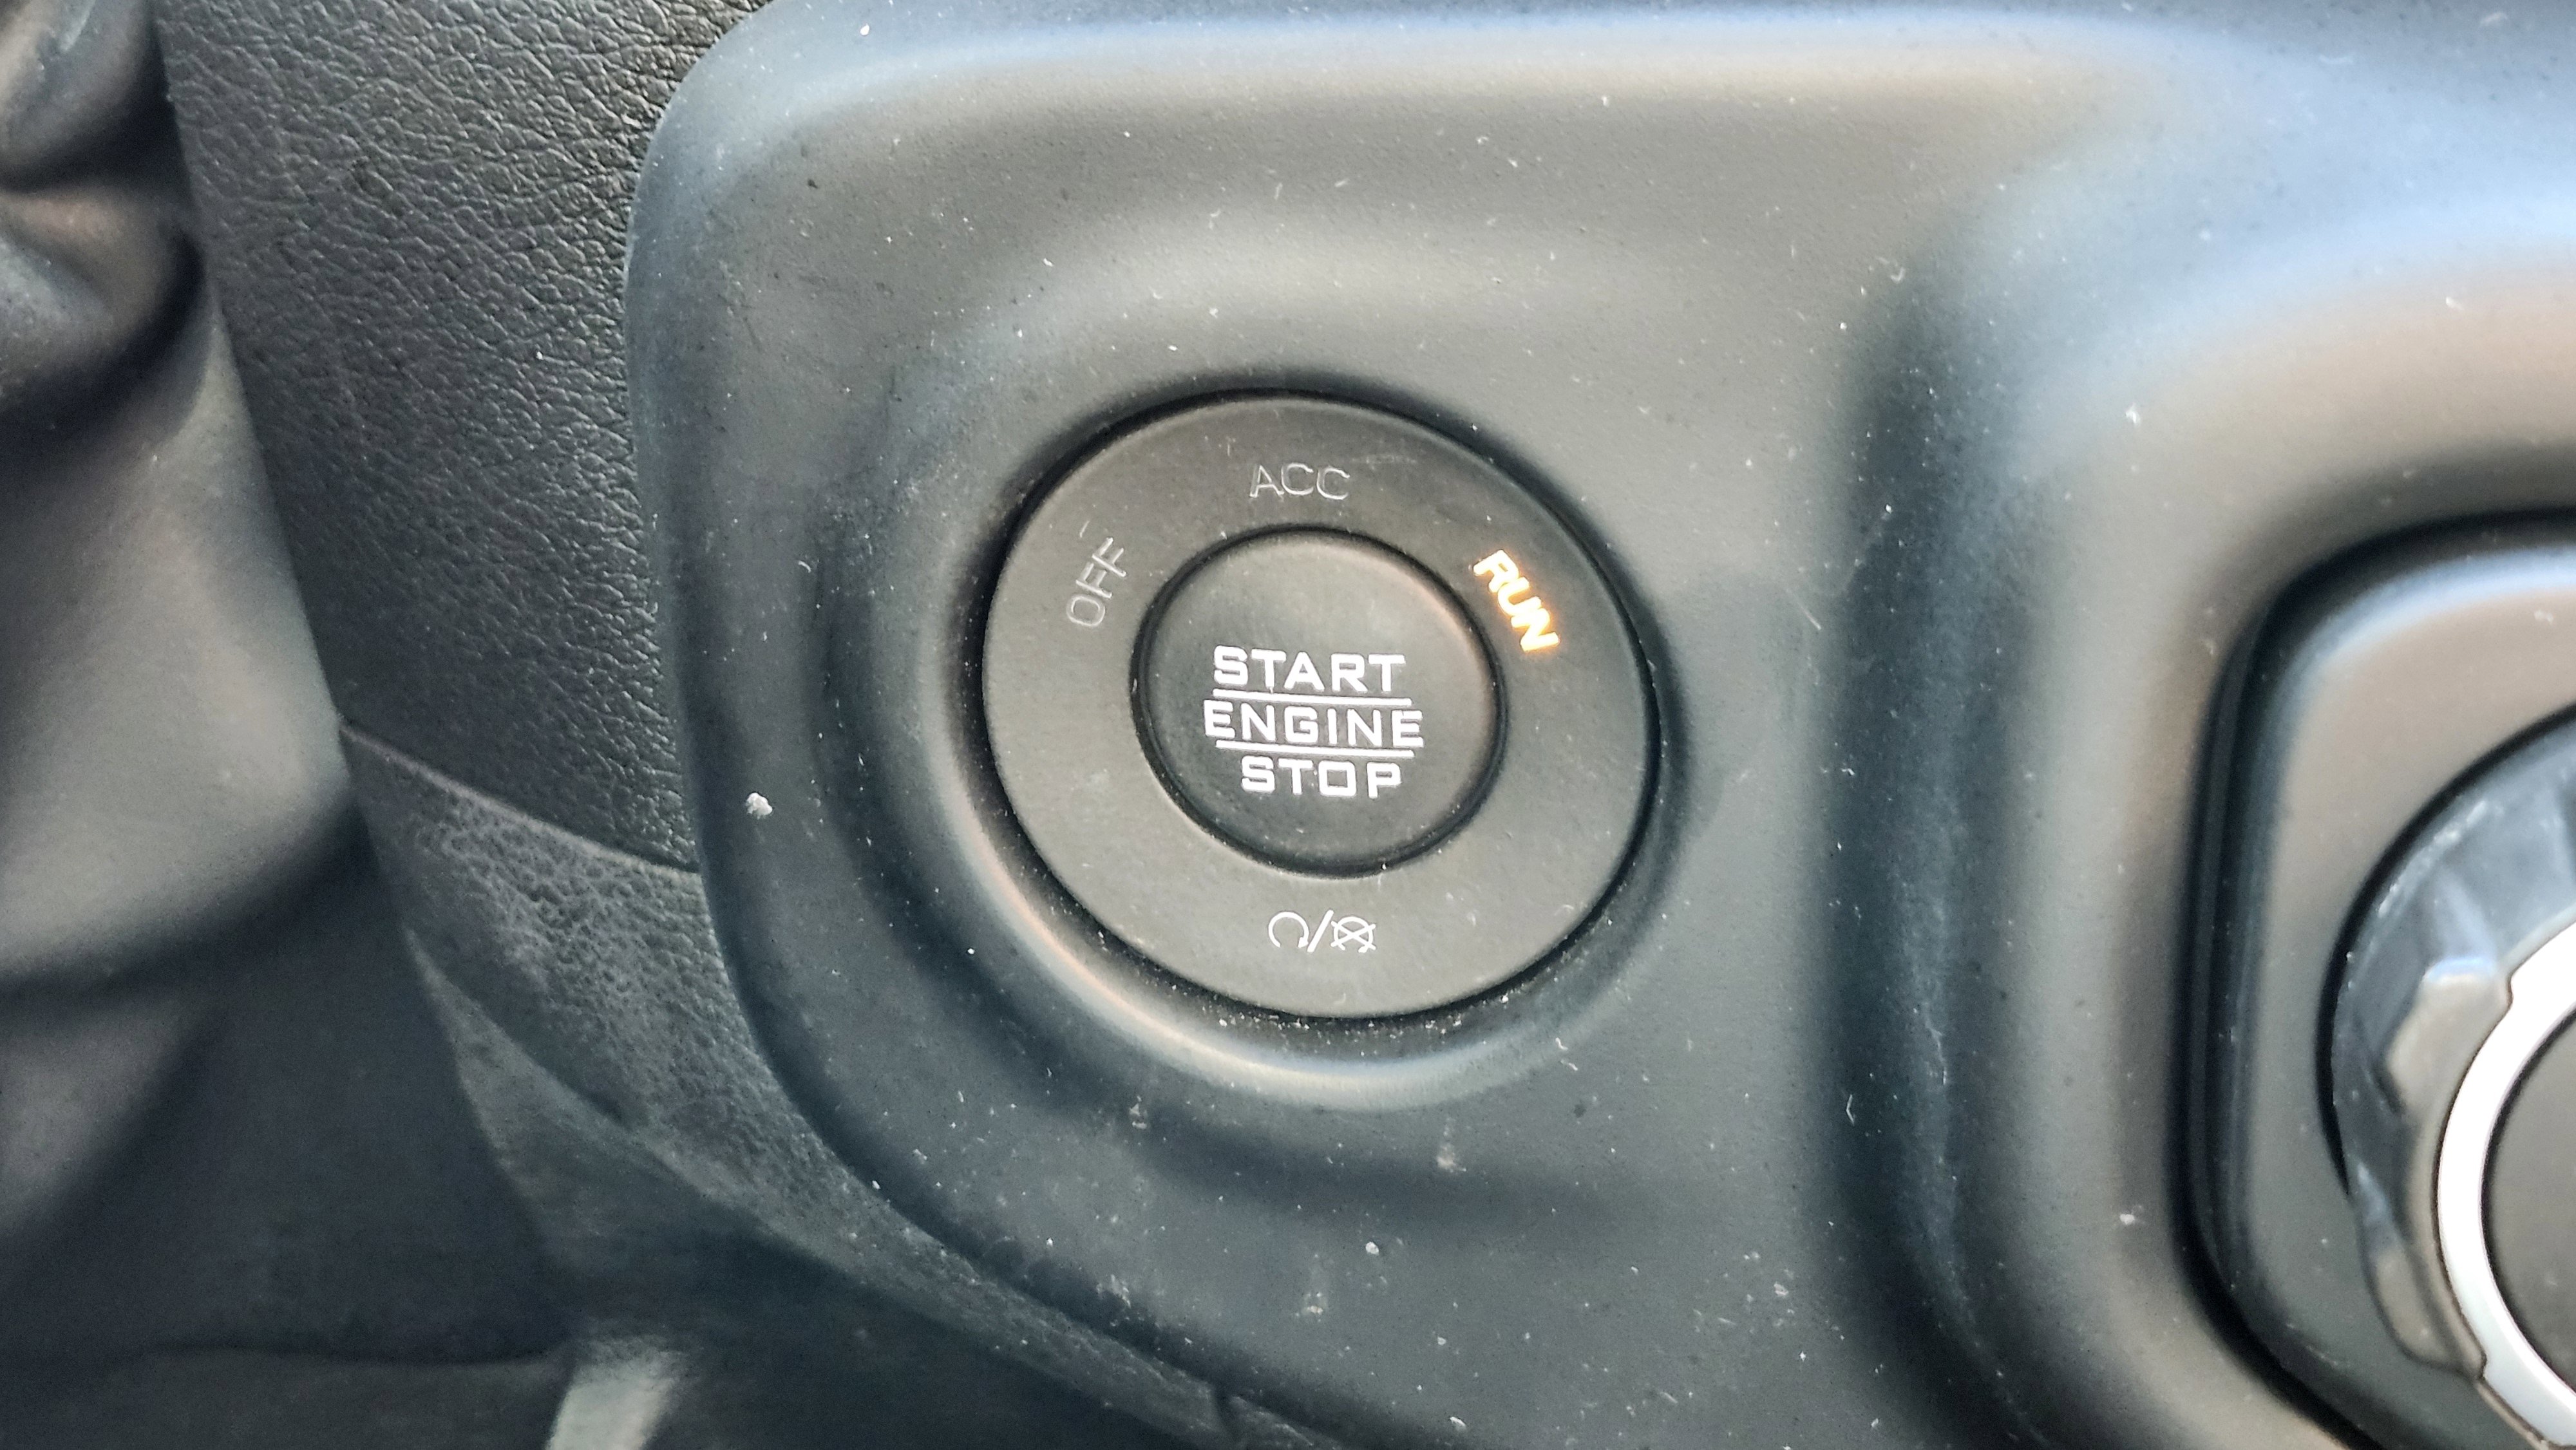 ACC
OFF
RUN
START
ENGINE
STOP